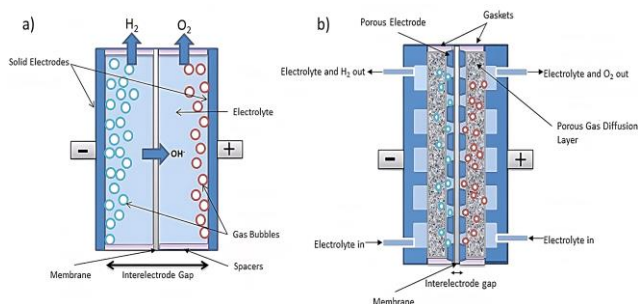 a)
H2
O2
Solid Electrodes
Electrolyte
-
OH-
+
Gas Bubbles
Membrane
Interelectrode Gap
Spacers
b)
Porous Electrode
Gaskets
Electrolyte and H2 out
Electrolyte and O2 out
Porous Gas Diffusion
Layer
-
+
Electrolyte in
Electrolyte in
Interelectrode gap
Membrane